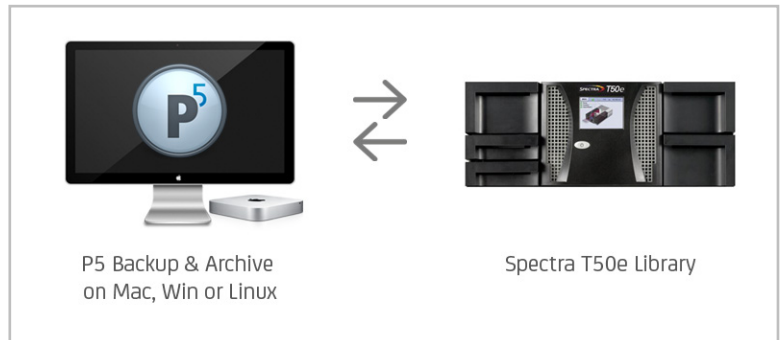 P5
SPECTRA T50e
P5 Backup & Archive
on Mac, Win or Linux
Spectra T50e Library